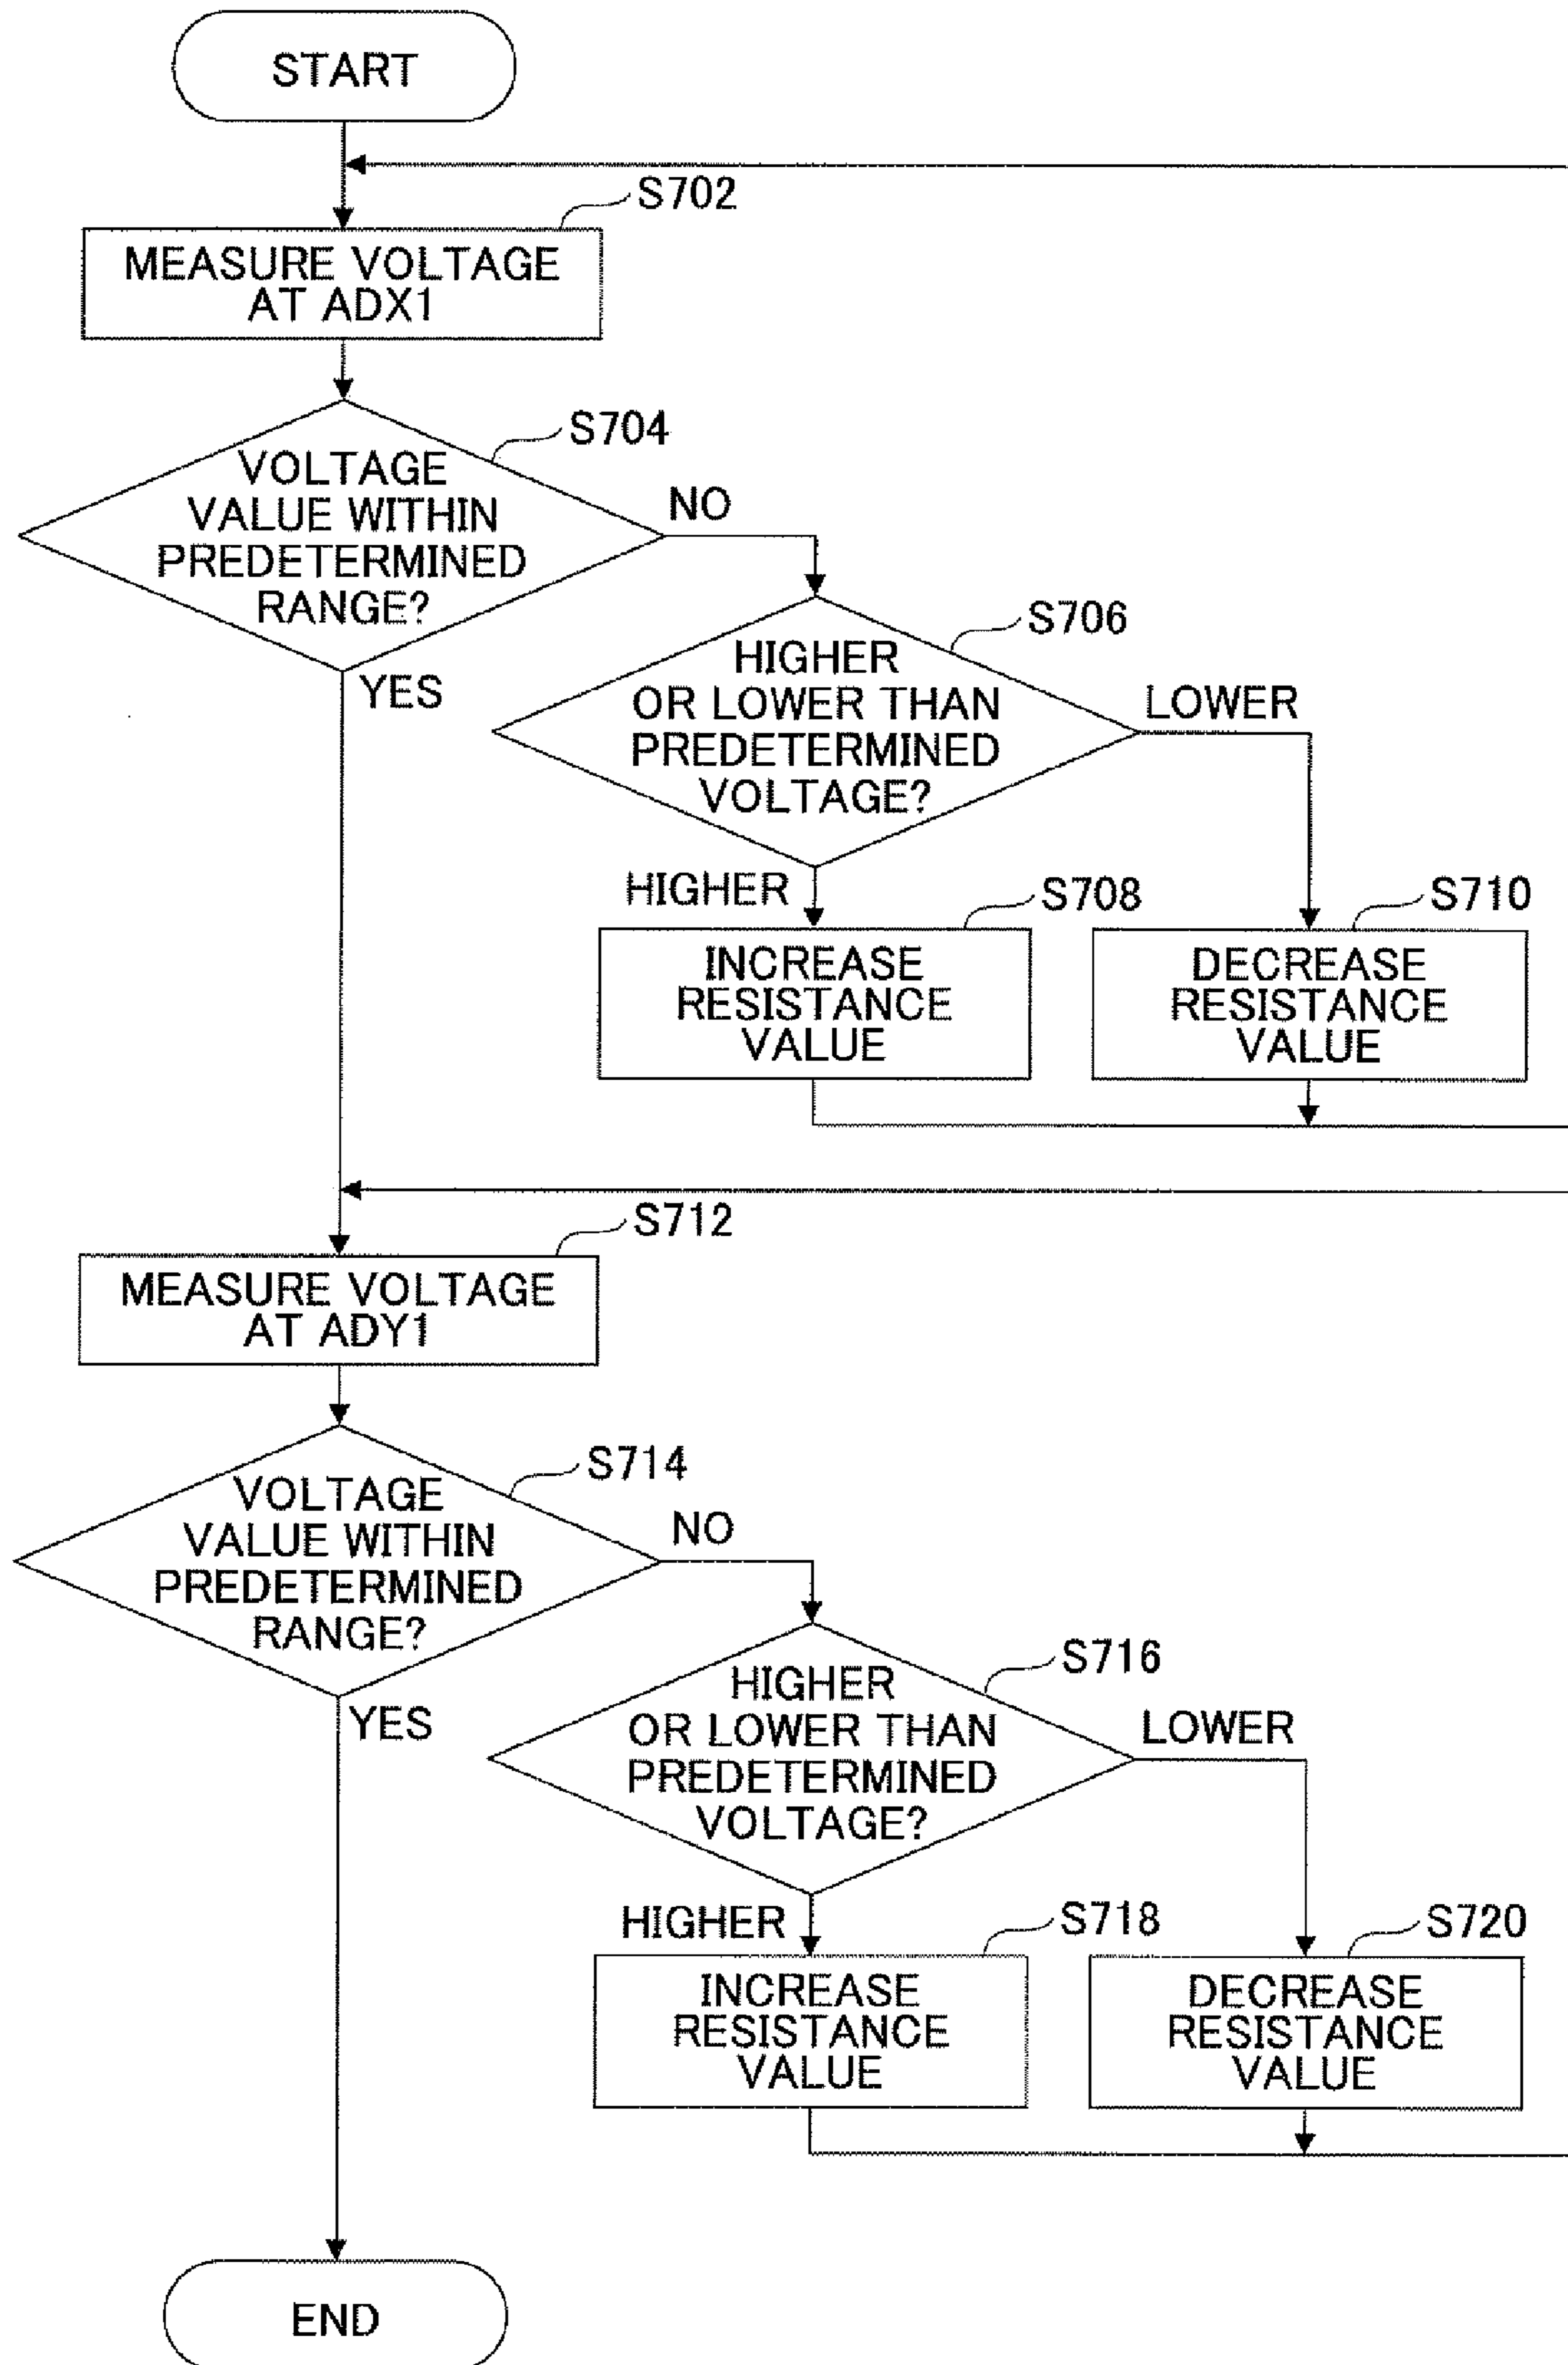 START
S702
MEASURE VOLTAGE
AT ADX1
S704
VOLTAGE
VALUE WITHIN
PREDETERMINED
RANGE?
NO
YES
S706
HIGHER
OR LOWER THAN
PREDETERMINED
VOLTAGE?
LOWER
HIGHER
S708
INCREASE
RESISTANCE
VALUE
S710
DECREASE
RESISTANCE
VALUE
S712
MEASURE VOLTAGE
AT ADY1
S714
VOLTAGE
VALUE WITHIN
PREDETERMINED
RANGE?
NO
YES
S716
HIGHER
OR LOWER THAN
PREDETERMINED
VOLTAGE?
LOWER
HIGHER
S718
INCREASE
RESISTANCE
VALUE
S720
DECREASE
RESISTANCE
VALUE
END